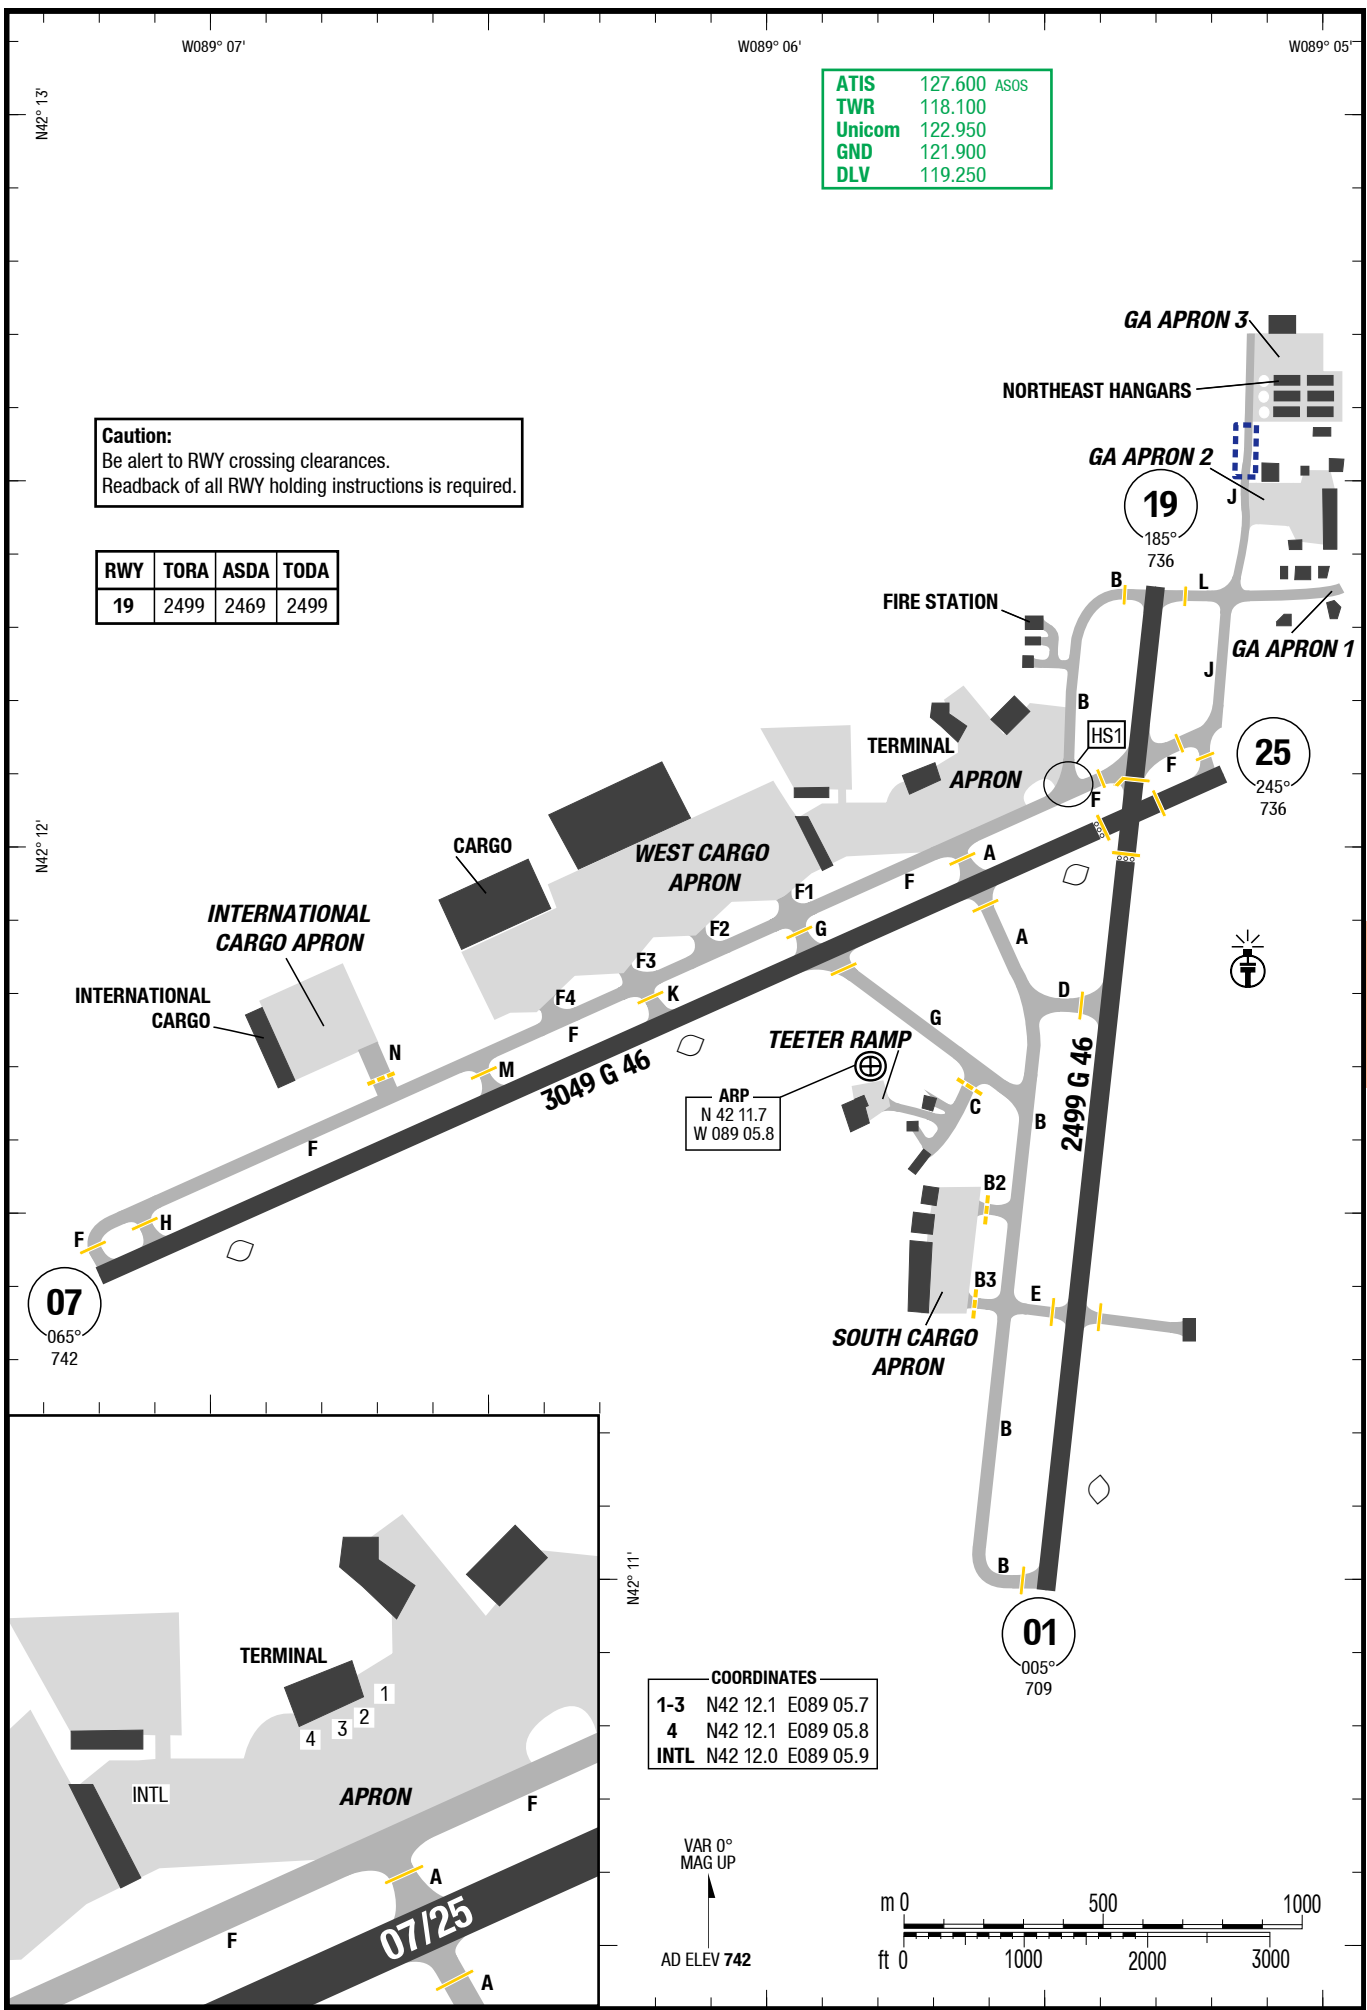 W089° 07'
W089° 06'
W089° 05'
N42° 13'
ATIS 127.600 ASOS
TWR 118.100
Unicom 122.950
GND 121.900
DLV 119.250
GA APRON 3
NORTHEAST HANGARS
Caution:
Be alert to RWY crossing clearances.
Readback of all RWY holding instructions is required.
GA APRON 2
J
19
185°
736
RWY TORA ASDA TODA
19 2499 2469 2499
B
L
FIRE STATION
GA APRON 1
J
B
HS1
TERMINAL
25
245°
736
F
APRON
F
N42° 12'
CARGO
WEST CARGO
APRON
A
F
F1
INTERNATIONAL
CARGO APRON
F2
G
A
F3
K
D
INTERNATIONAL
CARGO
F4
F
G
TEETER RAMP
N
M
3049 G 46
2499 G 46
ARP
N 42 11.7
W 089 05.8
C
B
F
B2
H
F
B3
E
07
065°
742
SOUTH CARGO
APRON
B
B
N42° 11'
01
005°
709
TERMINAL
1
2
3
4
INTL
APRON
F
A
07/25
F
A
COORDINATES
1-3 N42 12.1 E089 05.7
4 N42 12.1 E089 05.8
INTL N42 12.0 E089 05.9
VAR 0°
MAG UP
AD ELEV 742
m 0 500 1000
ft 0 1000 2000 3000